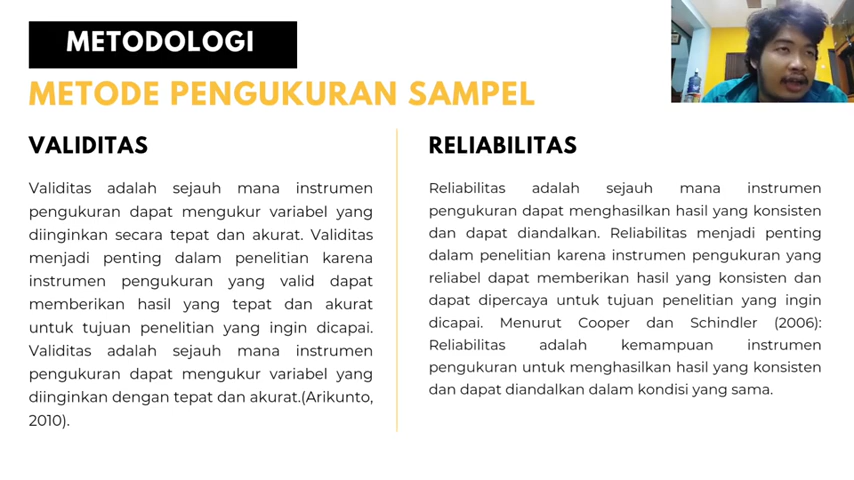 METODOLOGI
METODE PENGUKURAN SAMPEL
VALIDITAS
Validitas adalah sejauh mana instrumen
pengukuran dapat mengukur variabel yang
diinginkan secara tepat dan akurat. Validitas
menjadi penting dalam penelitian karena
instrumen pengukuran yang valid dapat
memberikan hasil yang tepat dan akurat
untuk tujuan penelitian yang ingin dicapai.
Validitas adalah sejauh mana instrumen
pengukuran dapat mengukur variabel yang
diinginkan dengan tepat dan akurat.(Arikunto,
2010).
RELIABILITAS
Reliabilitas adalah sejauh mana instrumen
pengukuran dapat menghasilkan hasil yang konsisten
dan dapat diandalkan. Reliabilitas menjadi penting
dalam penelitian karena instrumen pengukuran yang
reliabel dapat memberikan hasil yang konsisten dan
dapat dipercaya untuk tujuan penelitian yang ingin
dicapai. Menurut Cooper dan Schindler (2006):
Reliabilitas adalah kemampuan instrumen
pengukuran untuk menghasilkan hasil yang konsisten
dan dapat diandalkan dalam kondisi yang sama.